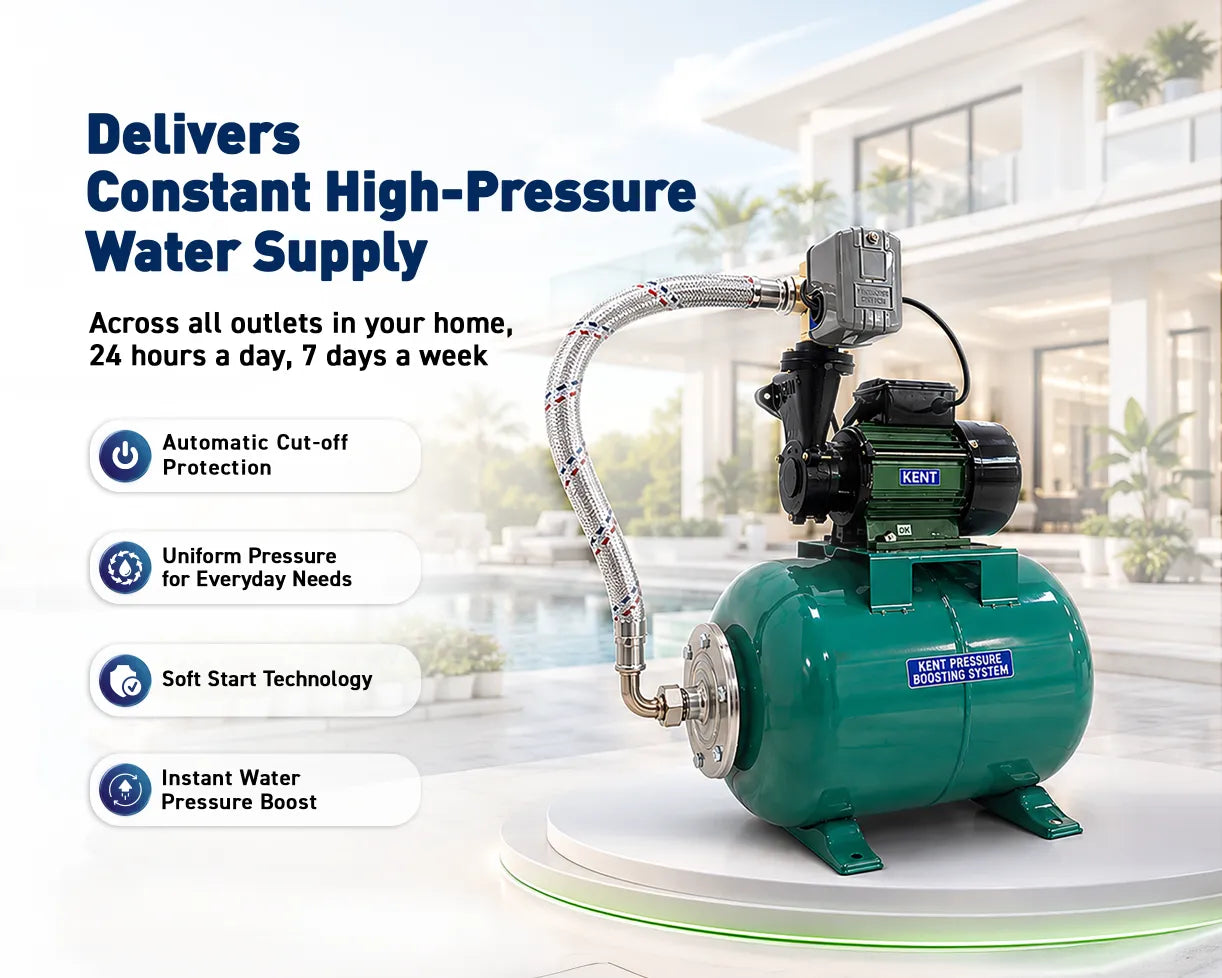 Delivers
Constant High-Pressure
Water Supply
Across all outlets in your home,
24 hours a day, 7 days a week
Automatic Cut-off
Protection
Uniform Pressure
for Everyday Needs
Soft Start Technology
Instant Water
Pressure Boost
KENT
OK
KENT PRESSURE
BOOSTING SYSTEM